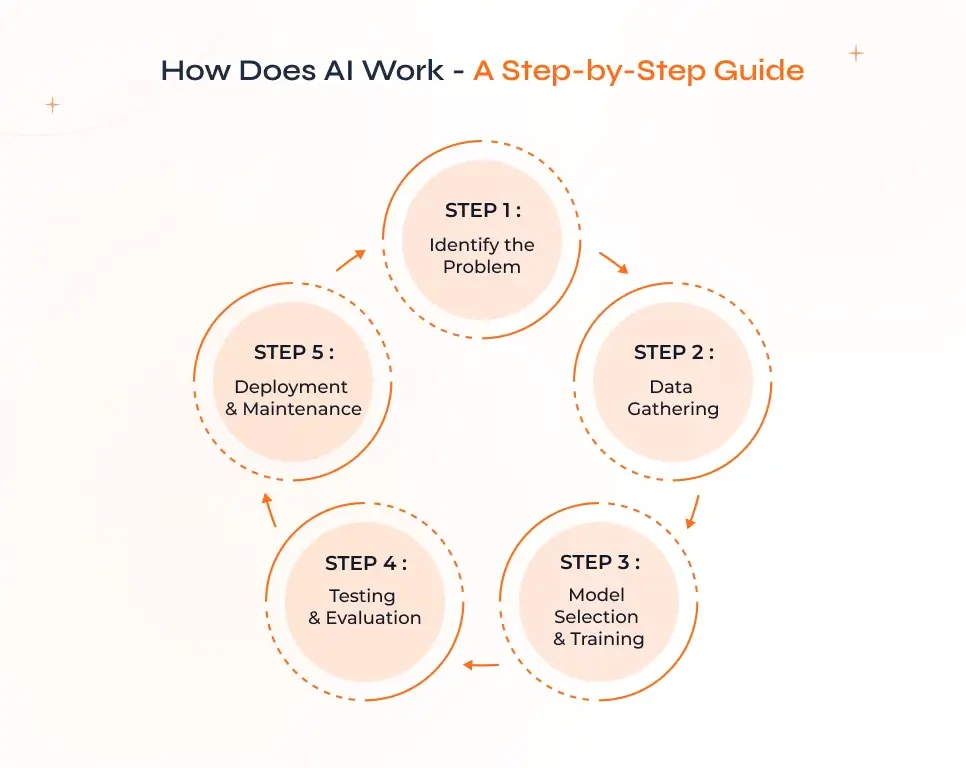 How Does AI Work - A Step-by-Step Guide
STEP 1 :
Identify the
Problem
STEP 2 :
Data
Gathering
STEP 3 :
Model
Selection
& Training
STEP 4 :
Testing
& Evaluation
STEP 5 :
Deployment
& Maintenance